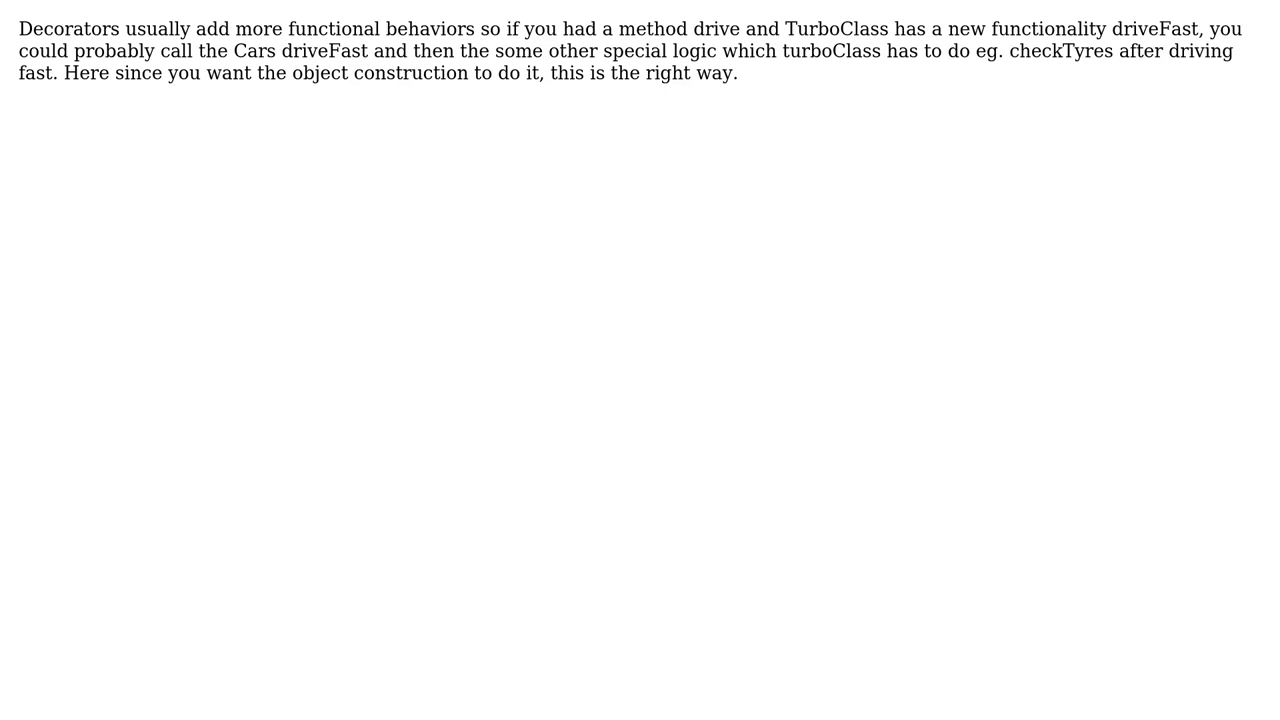 Decorators usually add more functional behaviors so if you had a method drive and TurboClass has a new functionality driveFast, you
could probably call the Cars driveFast and then the some other special logic which turboClass has to do eg. checkTyres after driving
fast. Here since you want the object construction to do it, this is the right way.